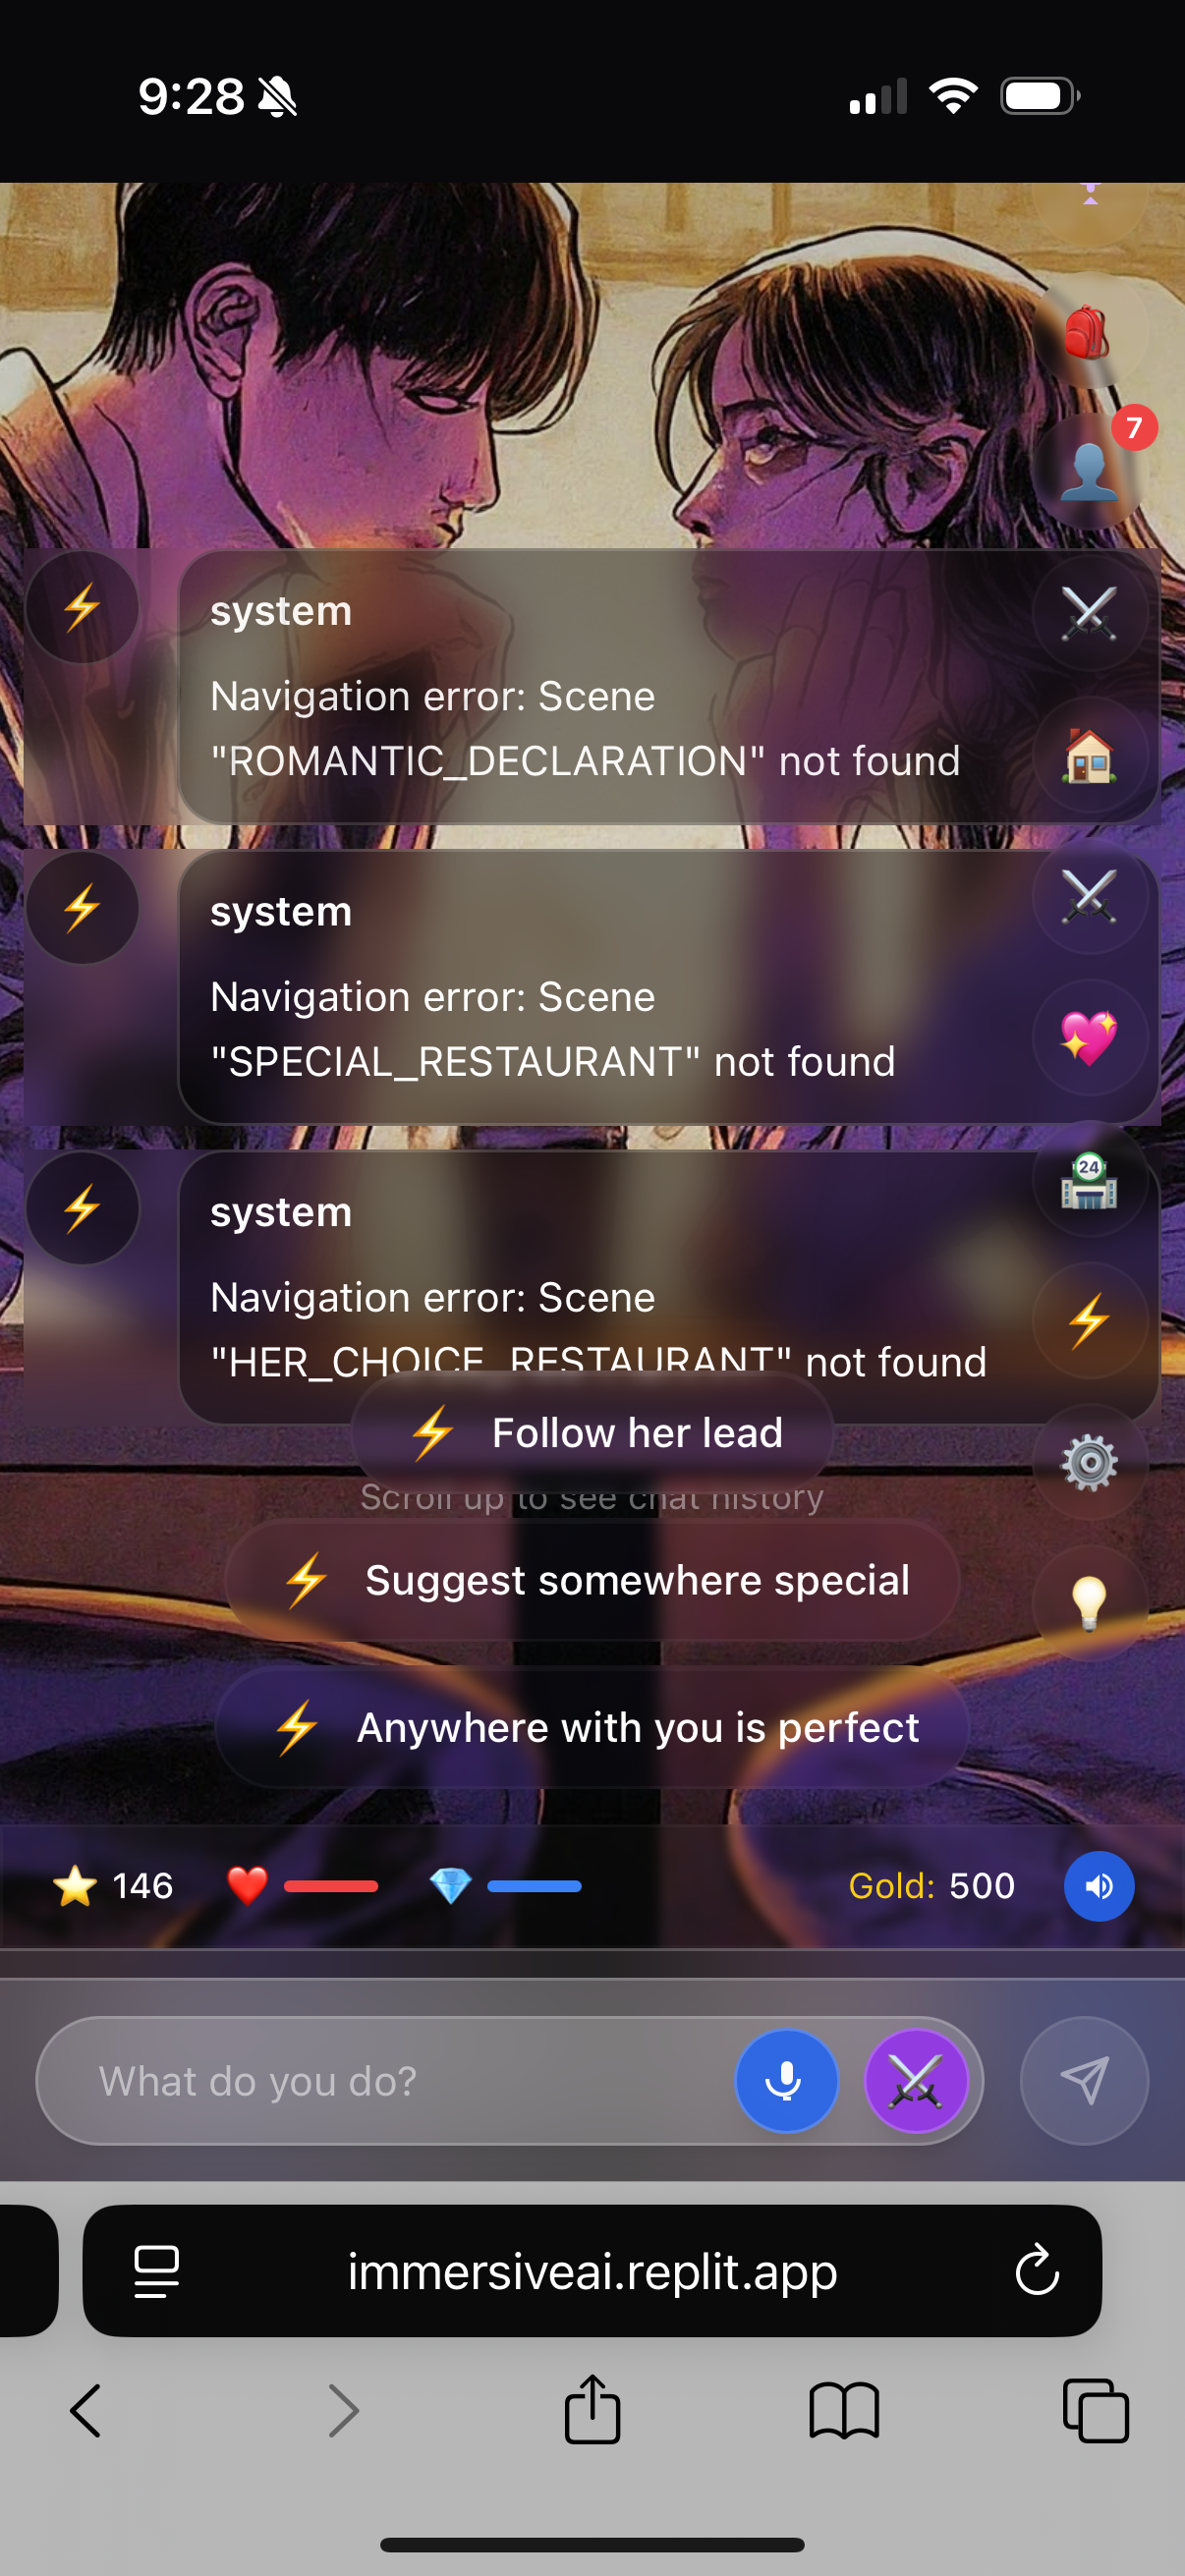 9:28
7
system
Navigation error: Scene
"ROMANTIC_DECLARATION" not found
system
Navigation error: Scene
"SPECIAL_RESTAURANT" not found
24
system
Navigation error: Scene
"HER_CHOICE_RESTAURANT" not found
Follow her lead
Scroll up to see chat history
Suggest somewhere special
Anywhere with you is perfect
146
Gold: 500
What do you do?
immersiveai.replit.app